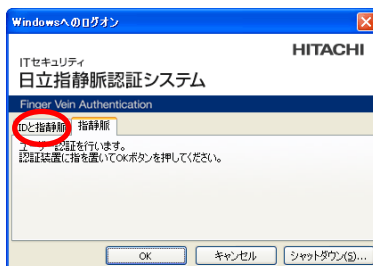 Windowsへのログオン
HITACHI
ITセキュリティ
日立指静脈認証システム
Finger Vein Authentication
IDと指静脈 指静脈
ユーザー認証を行います。
認証装置に指を置いてOKボタンを押してください。
OK キャンセル シャットダウン(S)...